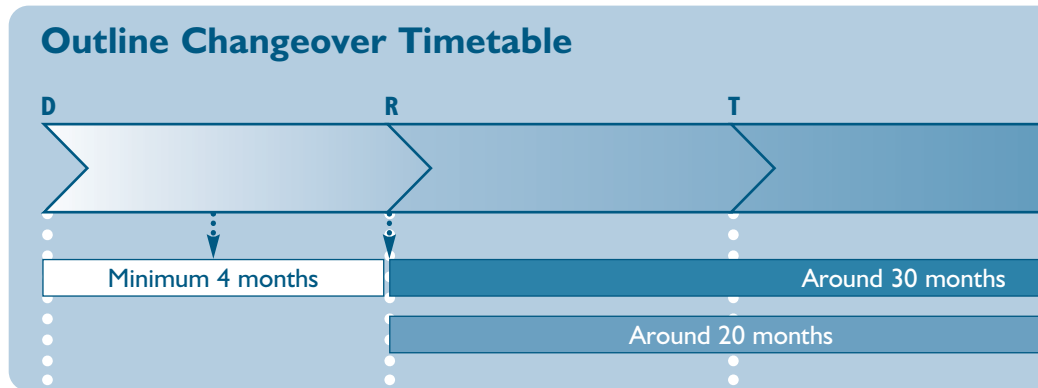 Outline Changeover Timetable
D R T
Minimum 4 months Around 30 months
Around 20 months